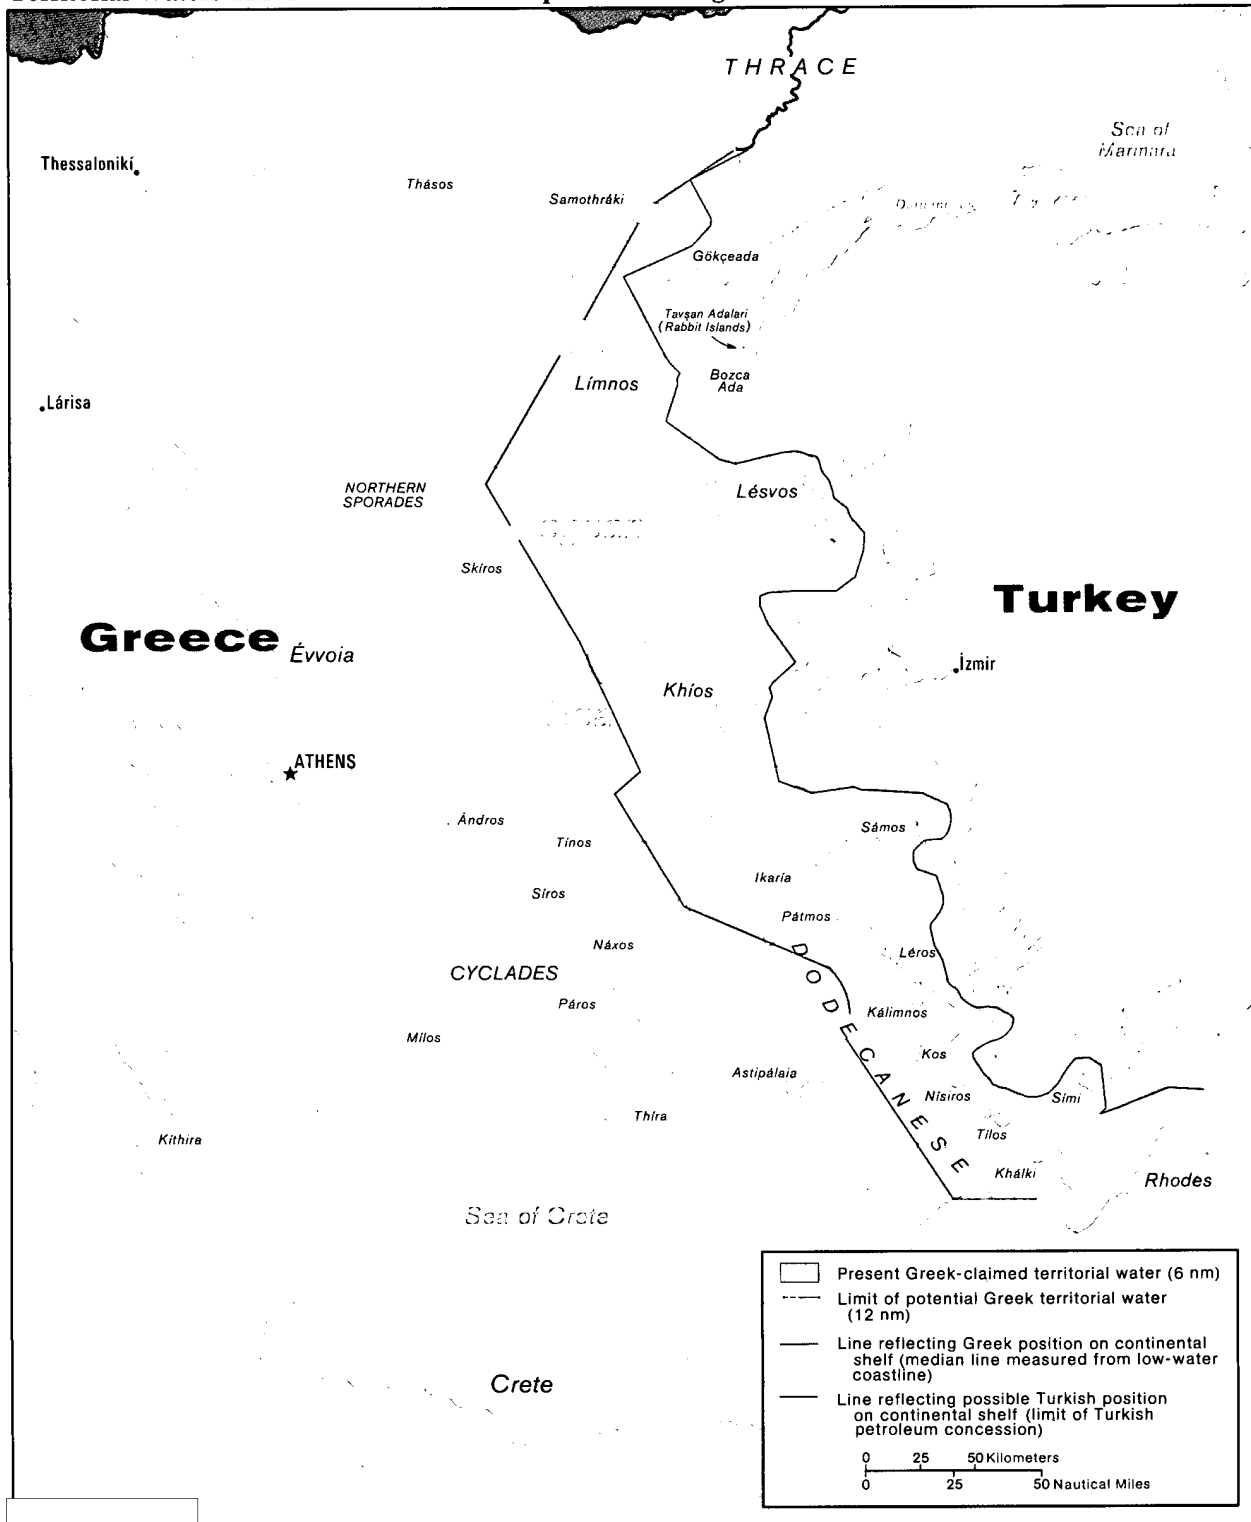 THRACE
Sea of
Marmara
Thessaloníkí
Thásos
Samothráki
Gökçeada
Tavşan Adalari
(Rabbit Islands)
Bozca
Ada
Límnos
Lárisa
NORTHERN
SPORADES
Lésvos
Skíros
Turkey
Greece
Évvoia
İzmir
Khíos
ATHENS
Ándros
Sámos
Tínos
Ikaría
Síros
Pátmos
Náxos
Léros
CYCLADES
DODECANESE
Páros
Kálimnos
Mílos
Kos
Astipálaia
Nísiros
Sími
Thíra
Tílos
Kíthira
Khálki
Rhodes
Sea of Crete
Crete
Present Greek-claimed territorial water (6 nm)
Limit of potential Greek territorial water
(12 nm)
Line reflecting Greek position on continental
shelf (median line measured from low-water
coastline)
Line reflecting possible Turkish position
on continental shelf (limit of Turkish
petroleum concession)
0 25 50 Kilometers
0 25 50 Nautical Miles